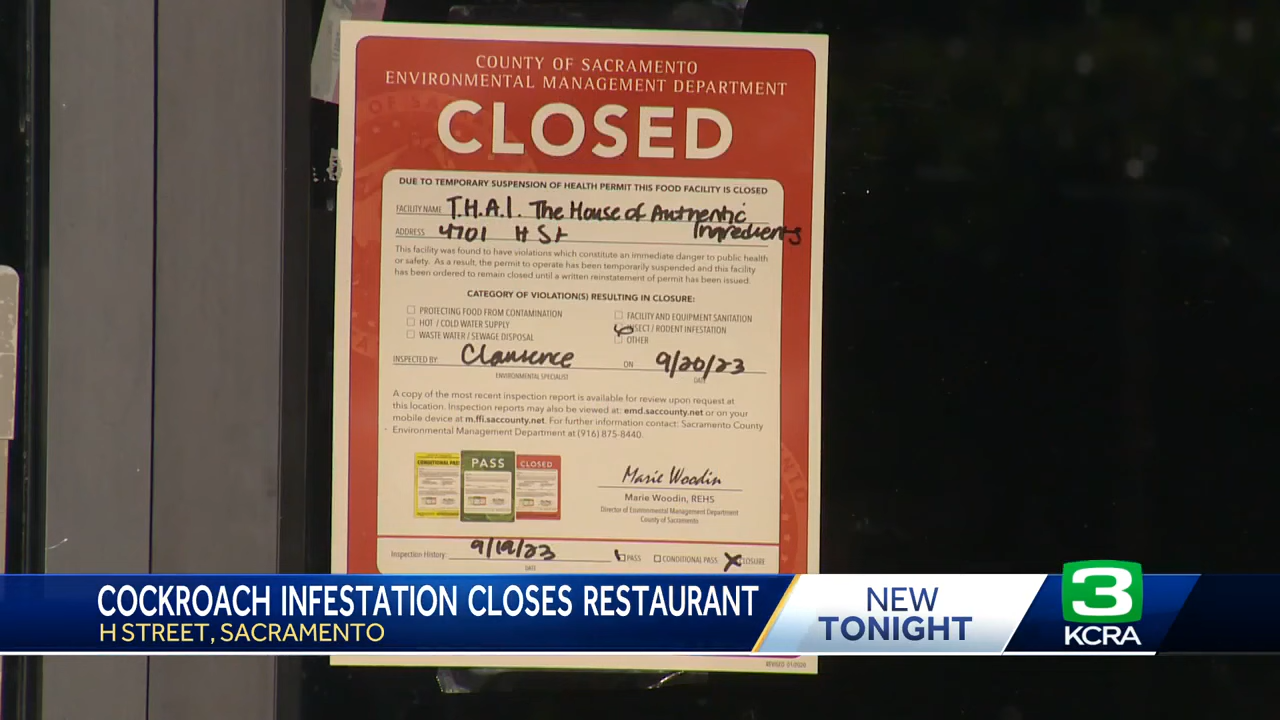 COUNTY OF SACRAMENTO
ENVIRONMENTAL MANAGEMENT DEPARTMENT
CLOSED
DUE TO TEMPORARY SUSPENSION OF HEALTH PERMIT THIS FOOD FACILITY IS CLOSED
FACILITY NAME T.H.A.I. The House of Authentic
Ingredients
ADDRESS 4701 H St
This facility was found to have violations which constitute an immediate danger to public health
or safety. As a result, the permit to operate has been temporarily suspended and this facility
has been ordered to remain closed until a written reinstatement of permit has been issued.
CATEGORY OF VIOLATION(S) RESULTING IN CLOSURE:
PROTECTING FOOD FROM CONTAMINATION
FACILITY AND EQUIPMENT SANITATION
HOT / COLD WATER SUPPLY
INSECT / RODENT INFESTATION
WASTE WATER / SEWAGE DISPOSAL
OTHER
INSPECTED BY ON 9/20/23
ENVIRONMENTAL SPECIALIST DATE
A copy of the most recent inspection report is available for review upon request at
this location. Inspection reports may also be viewed at: emd.saccounty.net or on your
mobile device at m.ffi.saccounty.net. For further information contact: Sacramento County
Environmental Management Department at (916) 875-8440.
CONDITIONAL PASS
PASS
CLOSED
Marie Woodin
Marie Woodin, REHS
Director of Environmental Management Department
County of Sacramento
Inspection History: 9/19/23 PASS CONDITIONAL PASS CLOSURE
DATE
COCKROACH INFESTATION CLOSES RESTAURANT
H STREET, SACRAMENTO
NEW
TONIGHT
3
KCRA